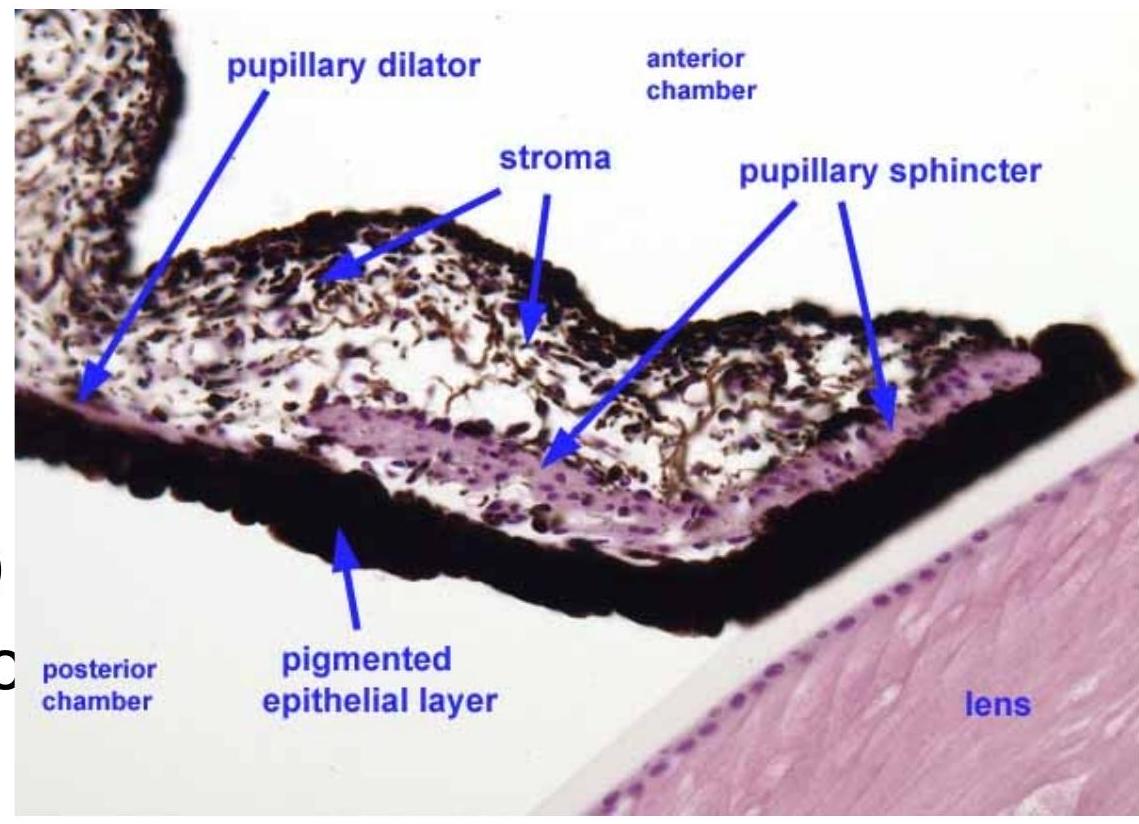 pupillary dilator
anterior
chamber
stroma
pupillary sphincter
posterior
chamber
pigmented
epithelial layer
lens